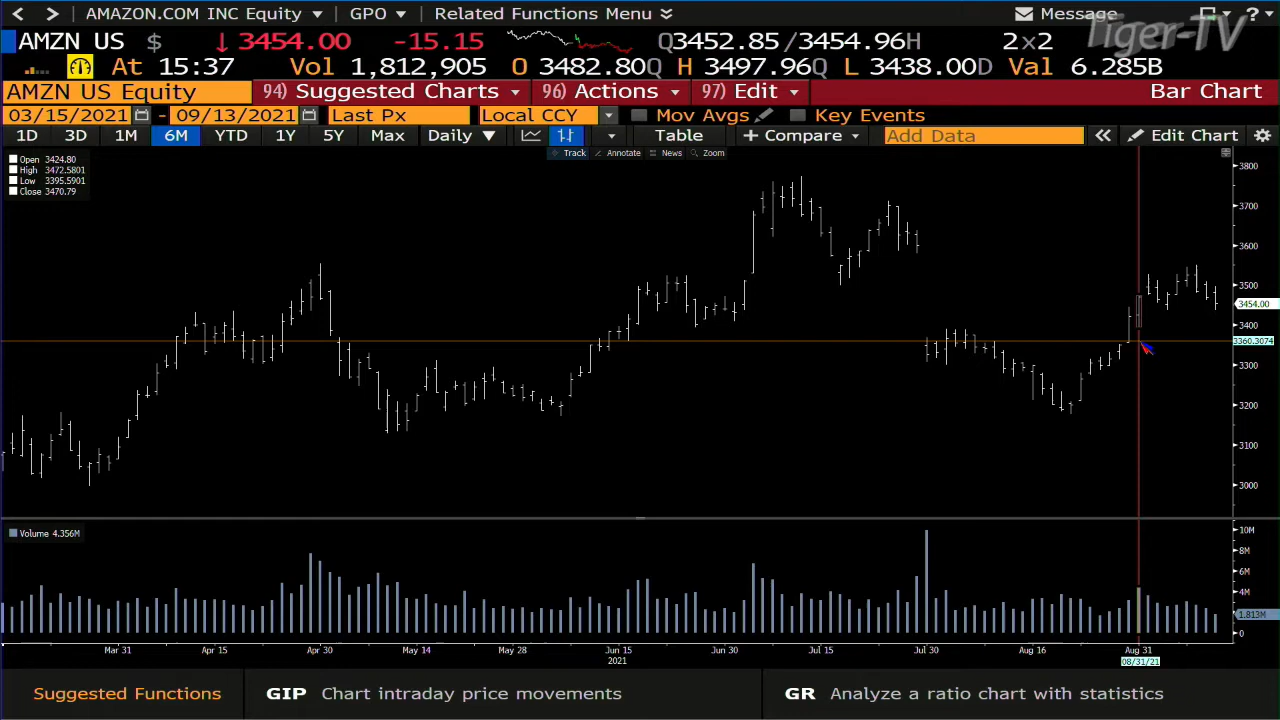 AMAZON.COM INC Equity GPO Related Functions Menu Message ?
AMZN US $ 3454.00 -15.15 Q3452.85/3454.96H 2x2
Tiger-TV
At 15:37 Vol 1,812,905 O 3482.80Q H 3497.96Q L 3438.00D Val 6.285B
AMZN US Equity 94) Suggested Charts 96) Actions 97) Edit Bar Chart
03/15/2021 - 09/13/2021 Last Px Local CCY Mov Avgs Key Events
1D 3D 1M 6M YTD 1Y 5Y Max Daily Table + Compare Add Data Edit Chart
Track Annotate News Zoom
Open 3424.80
High 3472.5801
Low 3395.5901
Close 3470.79
3800
3700
3600
3500
3454.00
3400
3360.3074
3300
3200
3100
3000
Volume 4.356M
10M
8M
6M
4M
1.813M
0
Mar 31 Apr 15 Apr 30 May 14 May 28 Jun 15 Jun 30 Jul 15 Jul 30 Aug 16 Aug 31
2021 08/31/21
Suggested Functions GIP Chart intraday price movements GR Analyze a ratio chart with statistics